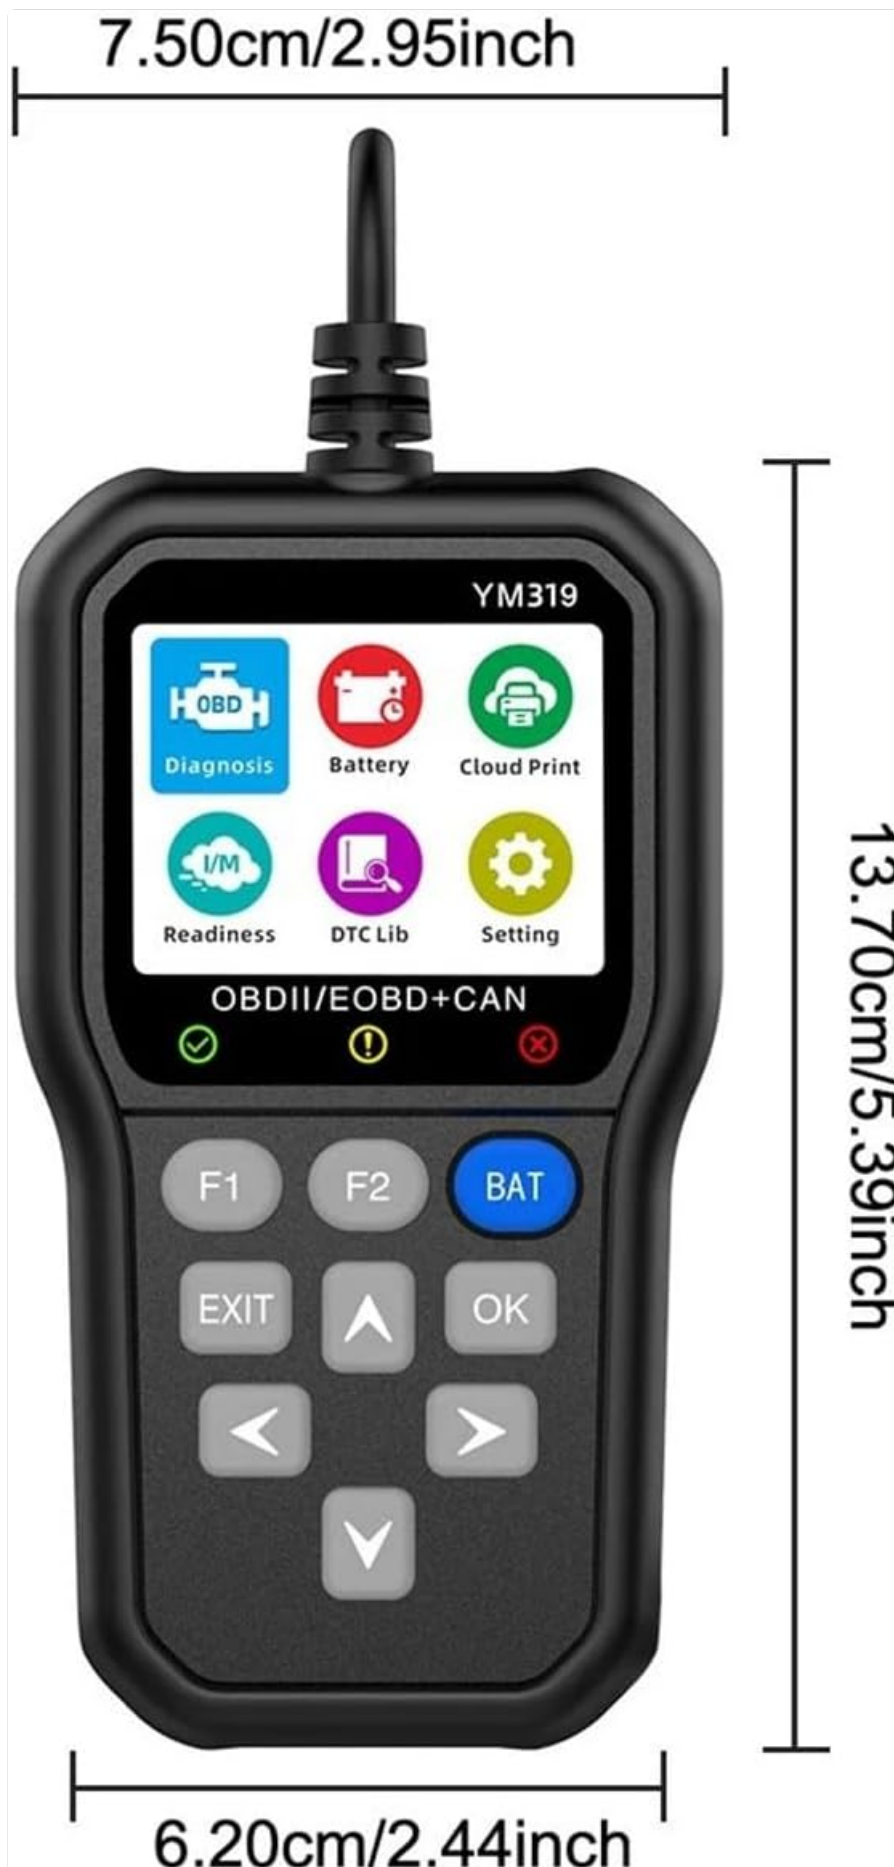 7.50cm/2.95inch
YM319
OBD
Diagnosis
Battery
Cloud Print
I/M
Readiness
DTC Lib
Setting
OBDII/EOBD+CAN
F1 F2 BAT
EXIT OK
13.70cm/5.39inch
6.20cm/2.44inch